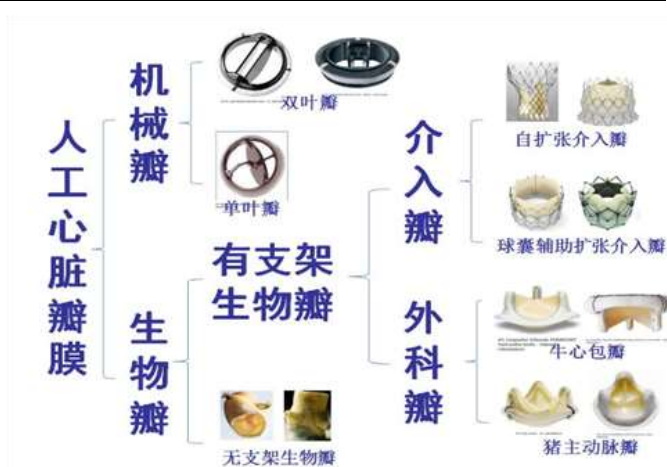 人工心脏瓣膜
机械瓣
双叶瓣
单叶瓣
生物瓣
有支架
生物瓣
无支架生物瓣
介入瓣
自扩张介入瓣
球囊辅助扩张介入瓣
外科瓣
牛心包瓣
猪主动脉瓣